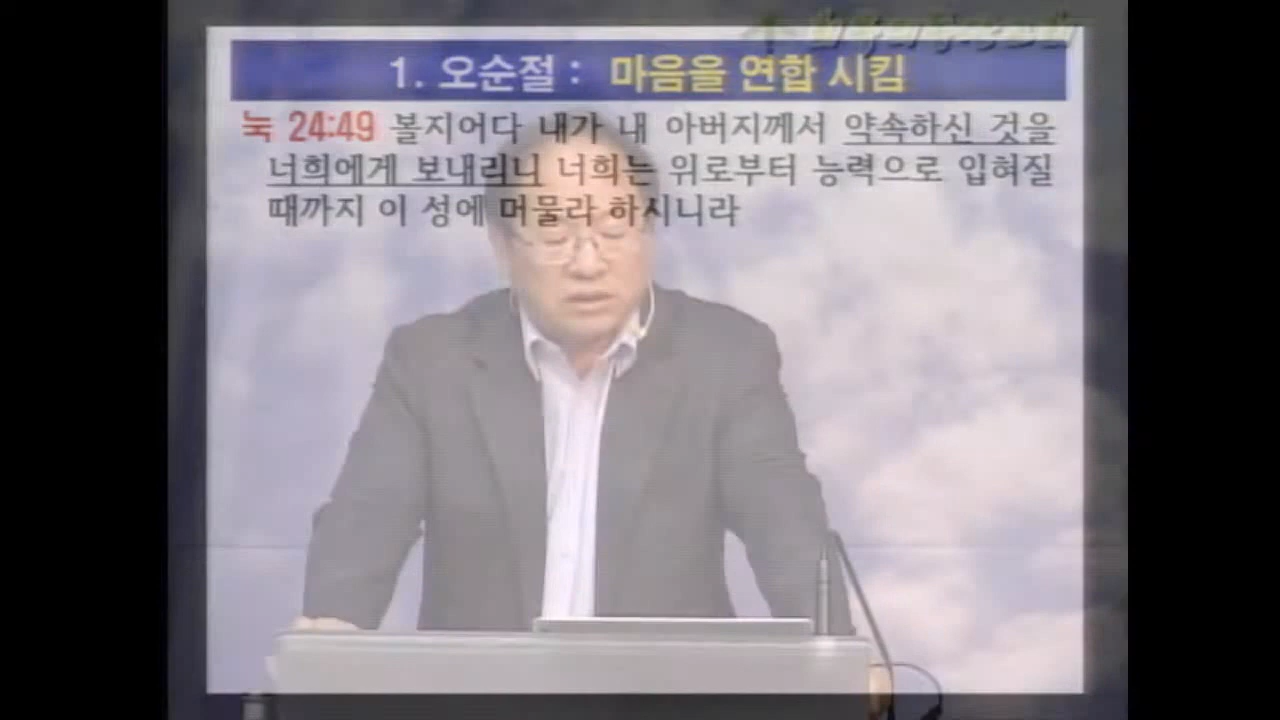 1. 오순절 : 마음을 연합 시킴
눅 24:49 볼지어다 내가 내 아버지께서 약속하신 것을
너희에게 보내리니 너희는 위로부터 능력으로 입혀질
때까지 이 성에 머물라 하시니라